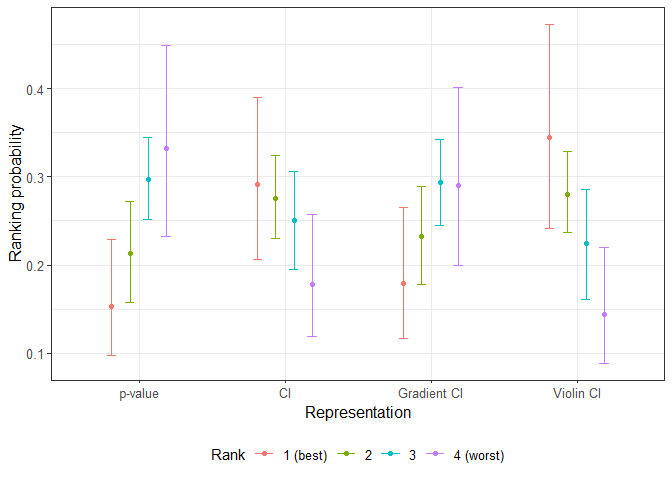 Ranking probability
0.4
0.3
0.2
0.1
p-value CI Gradient CI Violin CI
Representation
Rank 1 (best) 2 3 4 (worst)